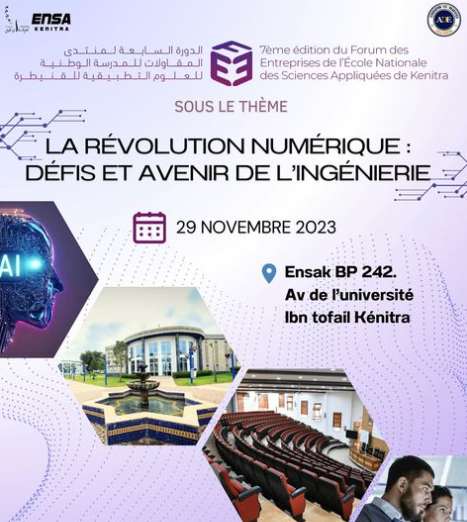 ENSA
KENITRA
ADE
الدورة السابعة لمنتدى
المقاولات للمدرسة الوطنية
للعلوم التطبيقية للقنيطرة
7ème édition du Forum des
Entreprises de l'École Nationale
des Sciences Appliquées de Kenitra
SOUS LE THÈME
LA RÉVOLUTION NUMÉRIQUE :
DÉFIS ET AVENIR DE L'INGÉNIERIE
29 NOVEMBRE 2023
AI
Ensak BP 242.
Av de l'université
Ibn tofail Kénitra